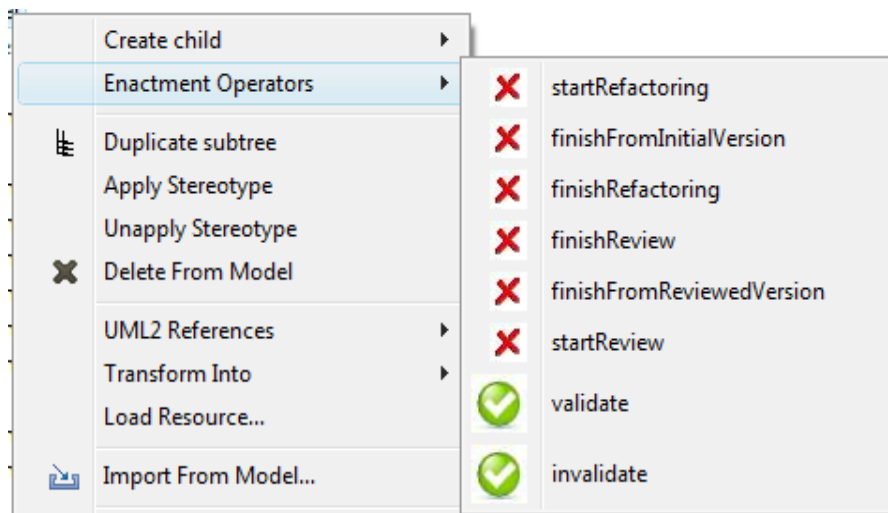 Create child
Enactment Operators
Duplicate subtree
Apply Stereotype
Unapply Stereotype
Delete From Model
UML2 References
Transform Into
Load Resource...
Import From Model...
startRefactoring
finishFromInitialVersion
finishRefactoring
finishReview
finishFromReviewedVersion
startReview
validate
invalidate